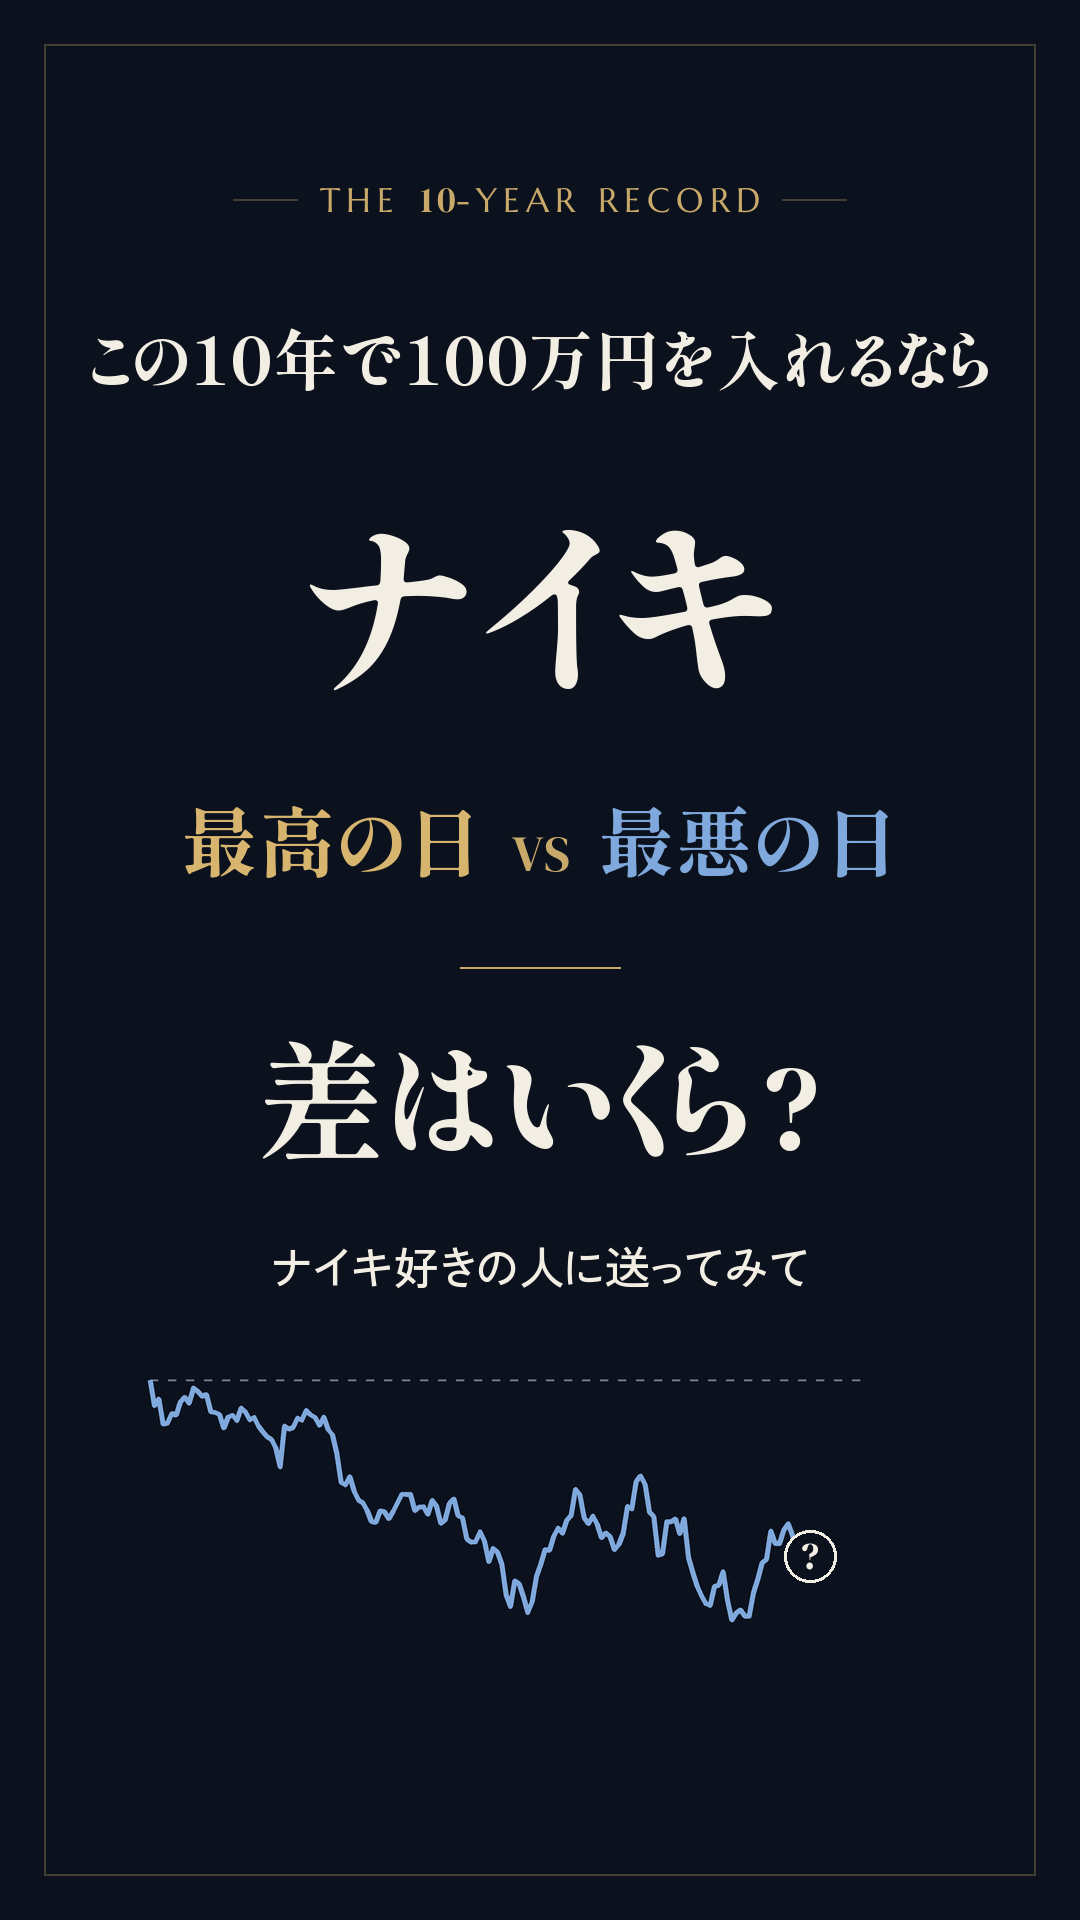 THE 10-YEAR RECORD
この10年で100万円を入れるなら
ナイキ
最高の日 vs 最悪の日
差はいくら?
ナイキ好きの人に送ってみて
?